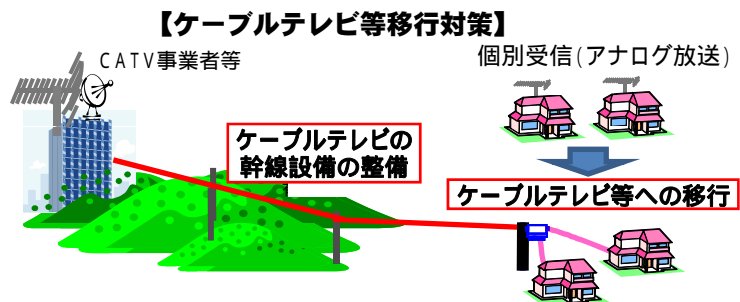 【ケーブルテレビ等移行対策】
CATV事業者等
個別受信(アナログ放送)
ケーブルテレビの
幹線設備の整備
ケーブルテレビ等への移行